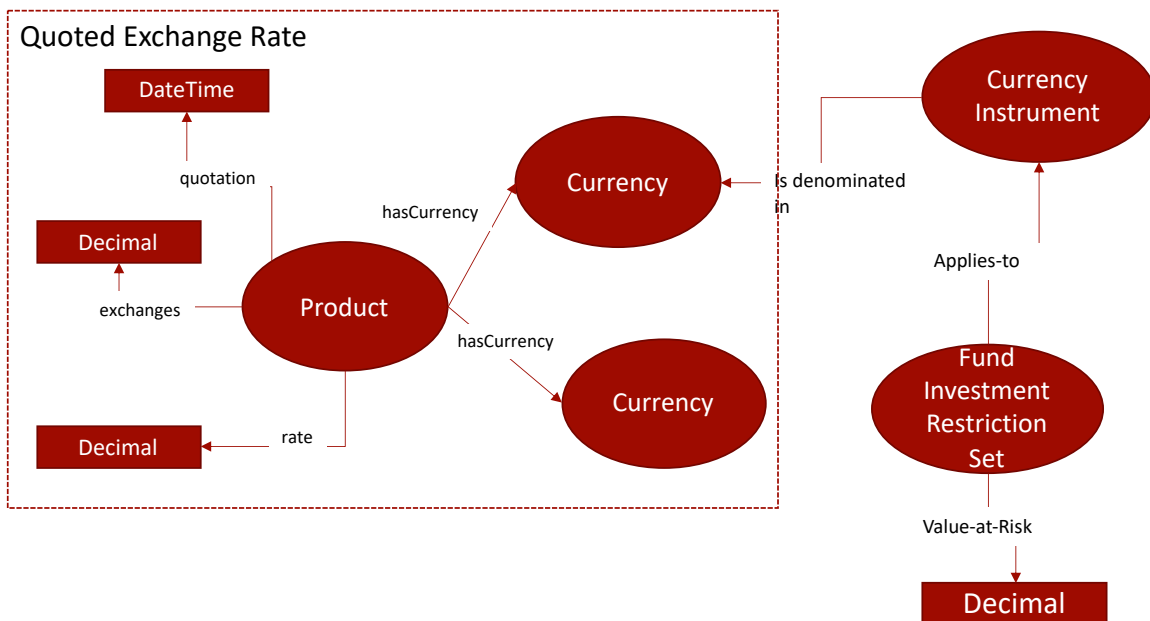 Quoted Exchange Rate
DateTime
quotation
Decimal
exchanges
Product
rate
Decimal
hasCurrency
Currency
hasCurrency
Currency
Is denominated
in
Currency
Instrument
Applies-to
Fund
Investment
Restriction
Set
Value-at-Risk
Decimal